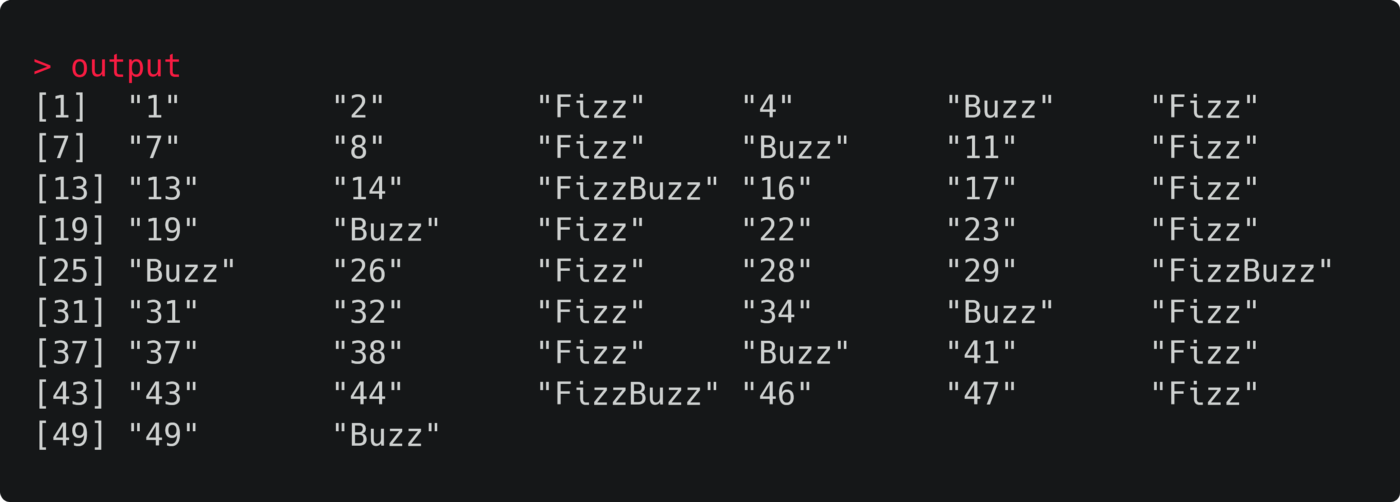 > output
[1]  "1"        "2"        "Fizz"     "4"        "Buzz"     "Fizz"
[7]  "7"        "8"        "Fizz"     "Buzz"     "11"       "Fizz"
[13] "13"       "14"       "FizzBuzz" "16"       "17"       "Fizz"
[19] "19"       "Buzz"     "Fizz"     "22"       "23"       "Fizz"
[25] "Buzz"     "26"       "Fizz"     "28"       "29"       "FizzBuzz"
[31] "31"       "32"       "Fizz"     "34"       "Buzz"     "Fizz"
[37] "37"       "38"       "Fizz"     "Buzz"     "41"       "Fizz"
[43] "43"       "44"       "FizzBuzz" "46"       "47"       "Fizz"
[49] "49"       "Buzz"